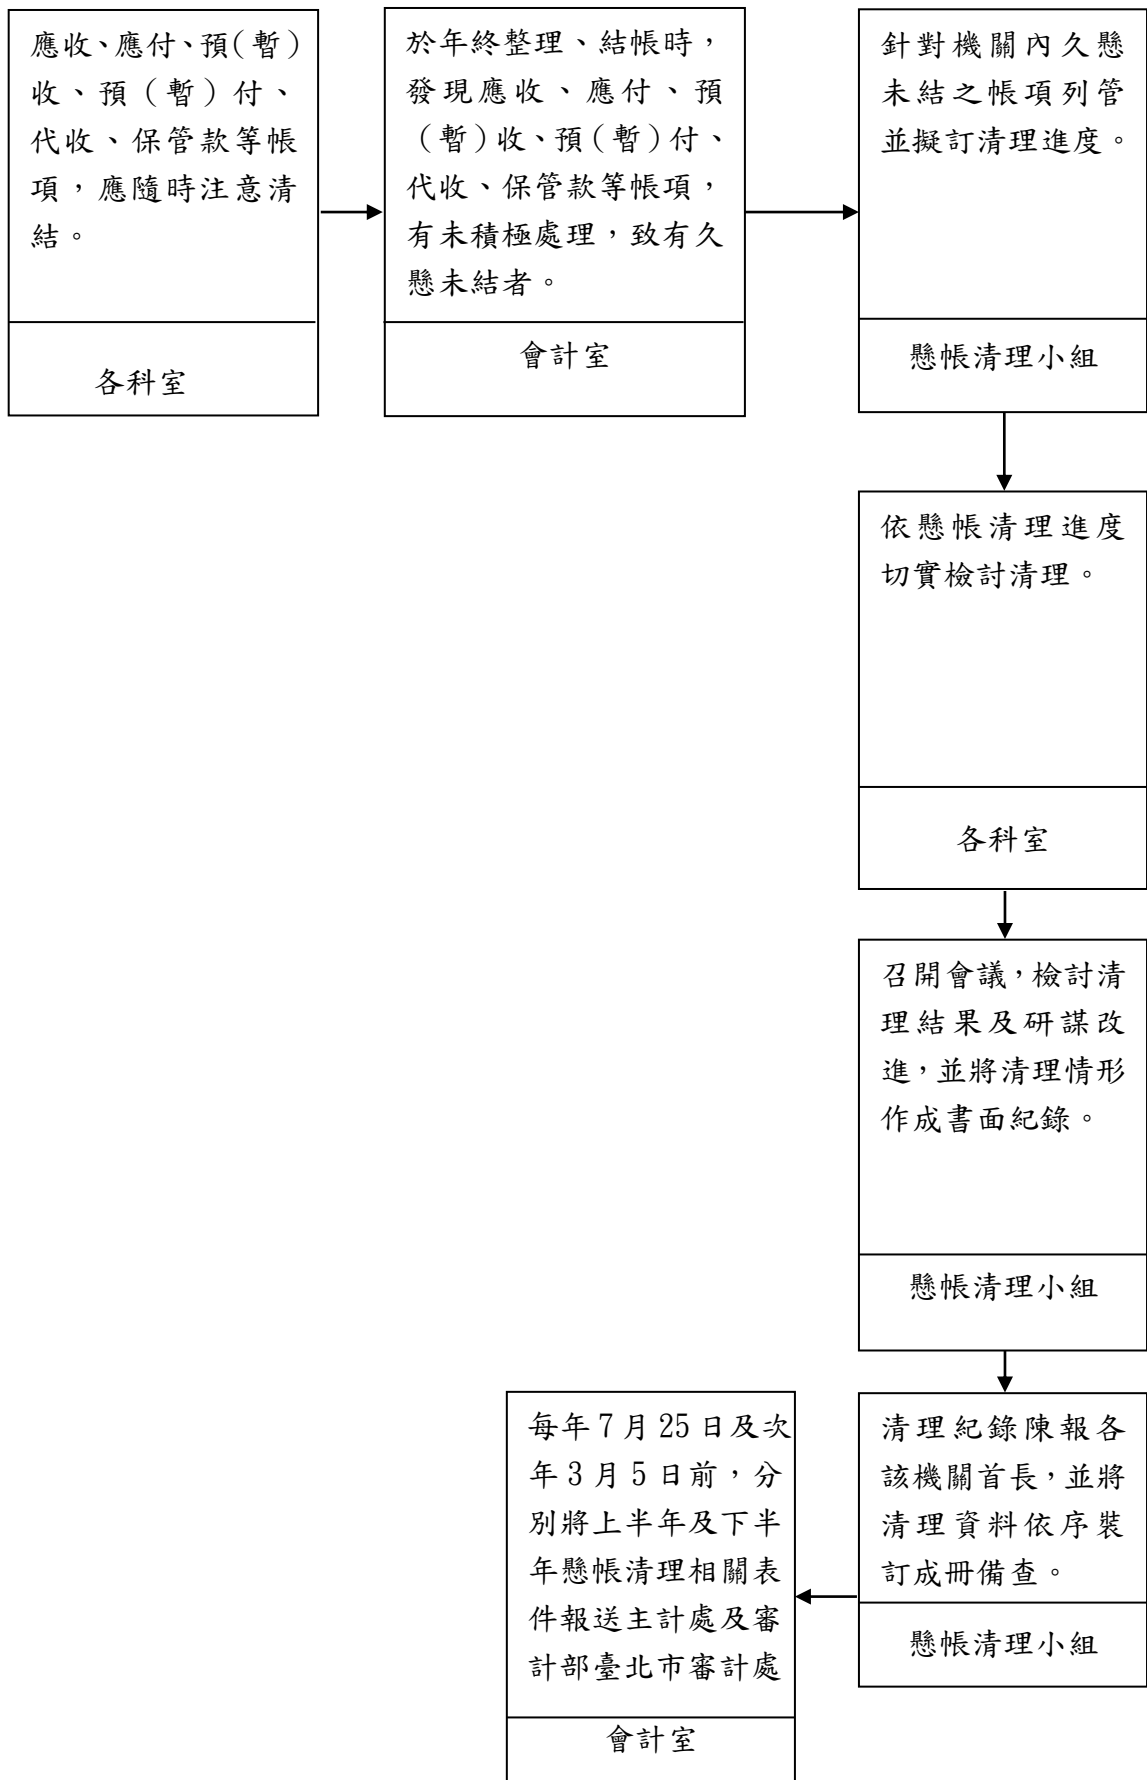 應收、應付、預(暫)
收、預(暫)付、
代收、保管款等帳
項,應隨時注意清
結。
各科室
於年終整理、結帳時,
發現應收、應付、預
(暫)收、預(暫)付、
代收、保管款等帳項,
有未積極處理,致有久
懸未結者。
會計室
針對機關內久懸
未結之帳項列管
並擬訂清理進度。
懸帳清理小組
依懸帳清理進度
切實檢討清理。
各科室
召開會議,檢討清
理結果及研謀改
進,並將清理情形
作成書面紀錄。
懸帳清理小組
清理紀錄陳報各
該機關首長,並將
清理資料依序裝
訂成冊備查。
懸帳清理小組
每年7月25日及次
年3月5日前,分
別將上半年及下半
年懸帳清理相關表
件報送主計處及審
計部臺北市審計處
會計室